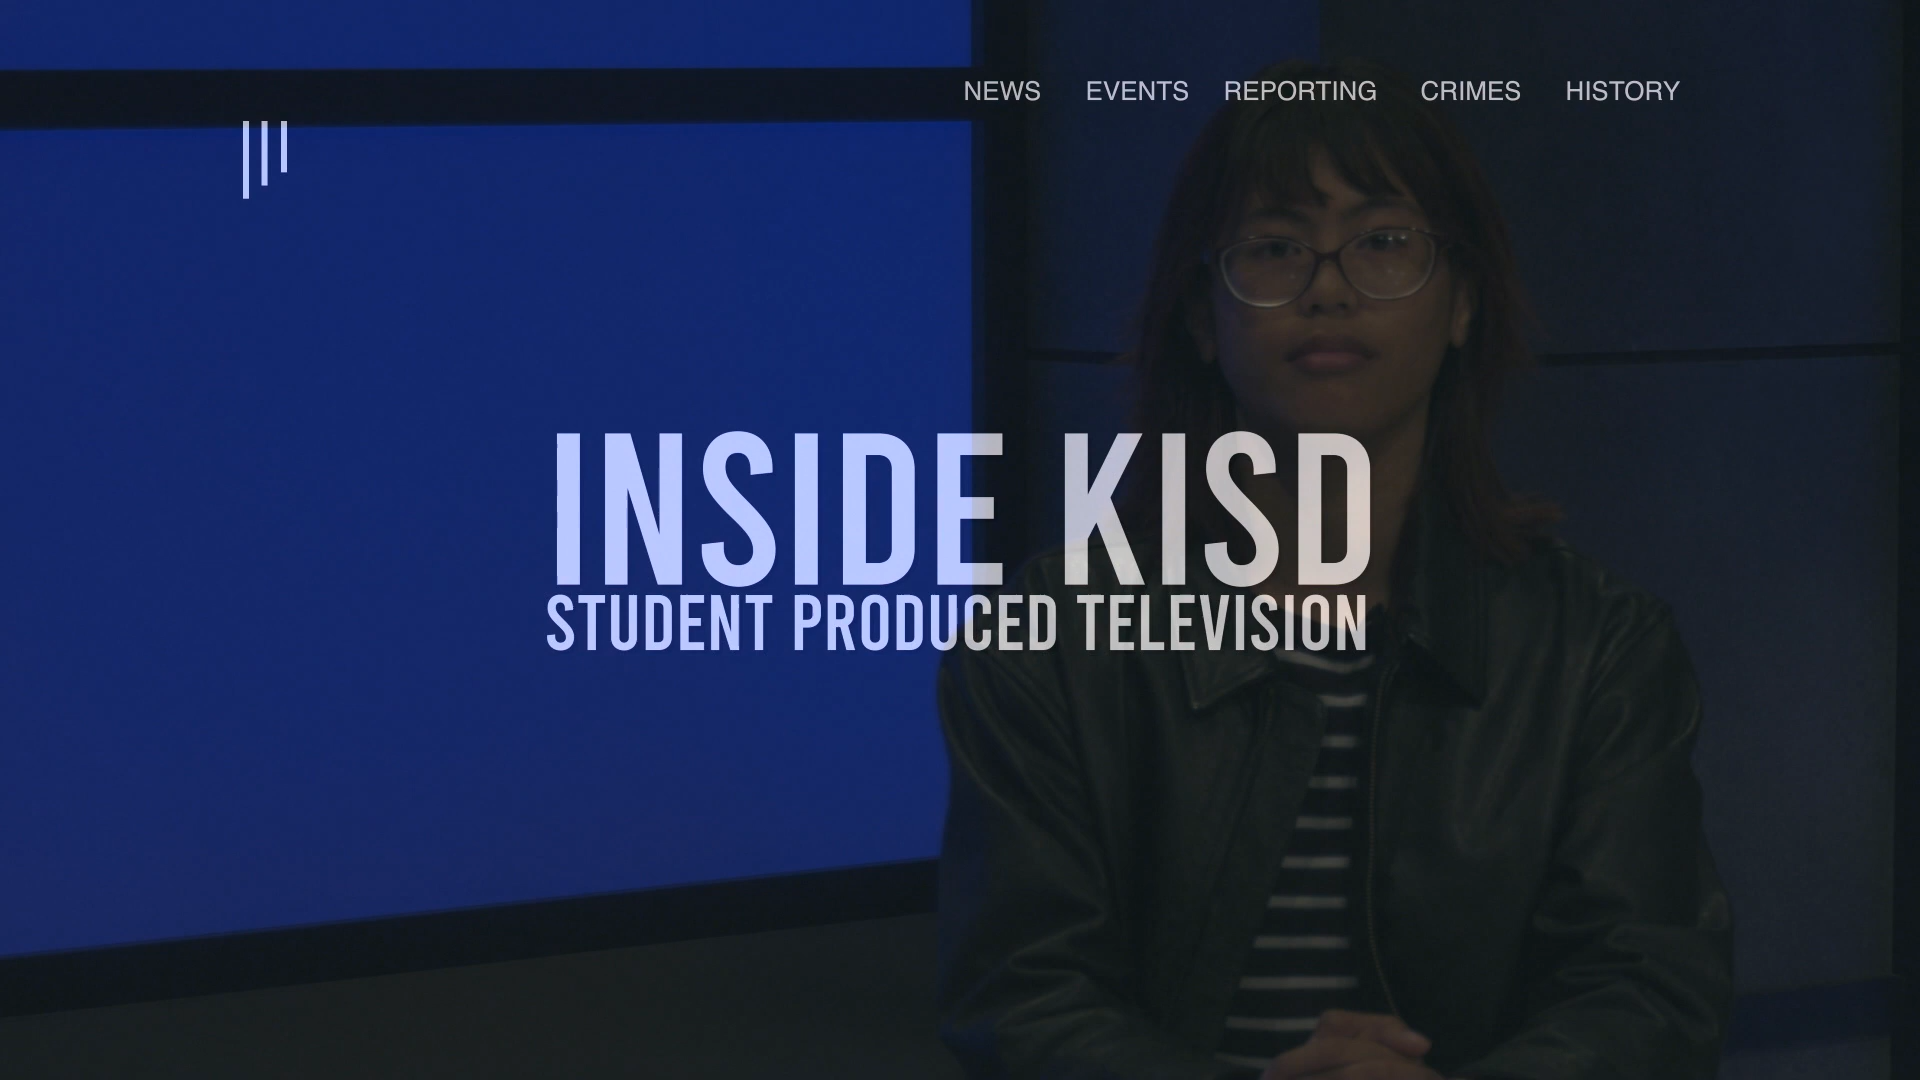 NEWS EVENTS REPORTING CRIMES HISTORY
INSIDE KISD
STUDENT PRODUCED TELEVISION